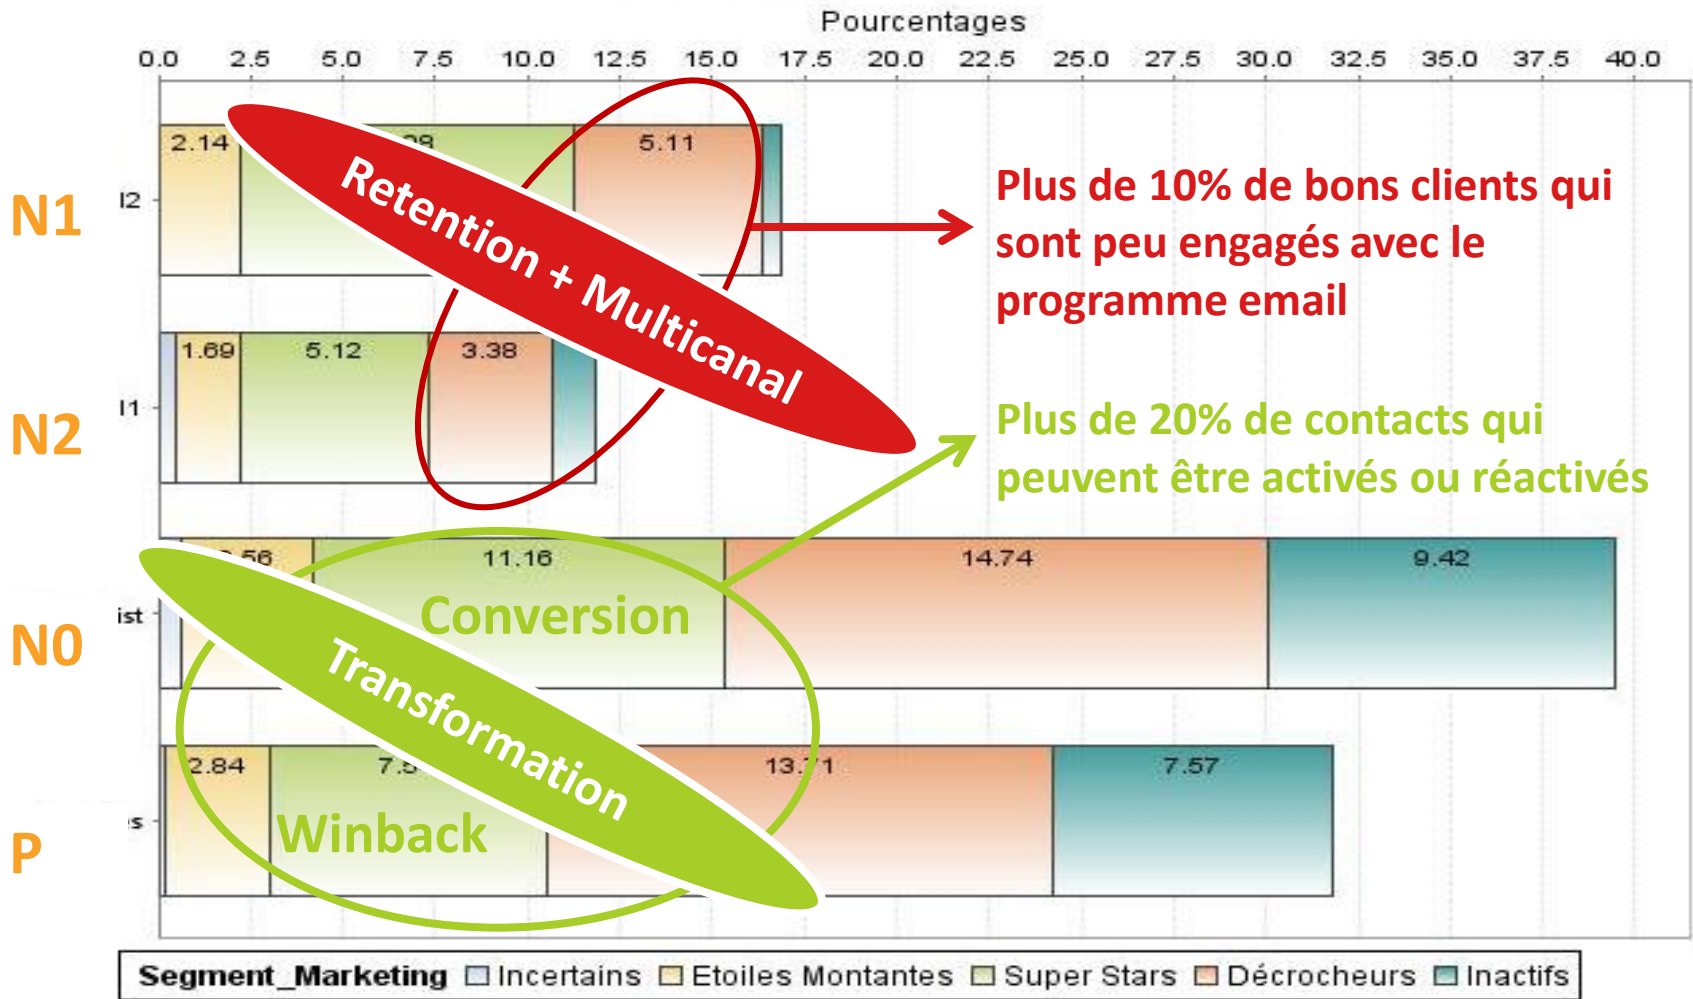 Pourcentages
0.0 2.5 5.0 7.5 10.0 12.5 15.0 17.5 20.0 22.5 25.0 27.5 30.0 32.5 35.0 37.5 40.0
N1
I2
2.14 5.11
Retention + Multicanal
Plus de 10% de bons clients qui
sont peu engagés avec le
programme email
N2
I1
1.69 5.12 3.38
Plus de 20% de contacts qui
peuvent être activés ou réactivés
N0
11.16 14.74 9.42
Conversion
Transformation
P
2.84 13.71 7.57
Winback
Segment_Marketing Incertains Etoiles Montantes Super Stars Décrocheurs Inactifs